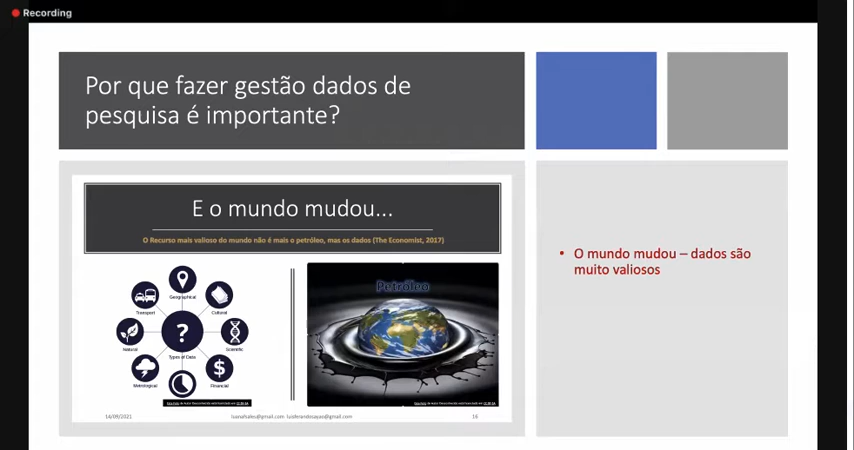 Recording
Por que fazer gestão dados de
pesquisa é importante?
E o mundo mudou...
O Recurso mais valioso do mundo não é mais o petróleo, mas os dados (The Economist, 2017)
Geographical
Transport
Cultural
?
Natural
Scientific
Types of Data
Metrological
$
Financial
Petróleo
14/09/2021
16
• O mundo mudou – dados são
muito valiosos